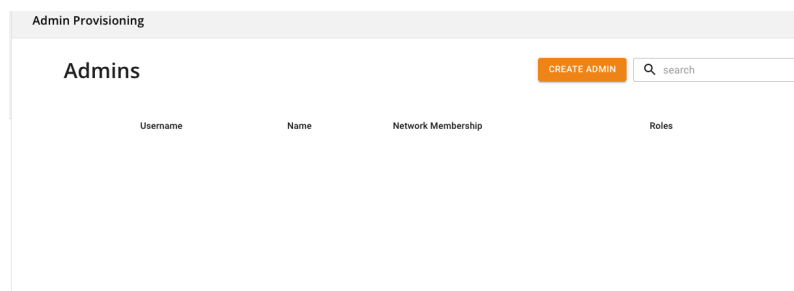 Admin Provisioning
Admins
CREATE ADMIN
search
Username Name Network Membership Roles